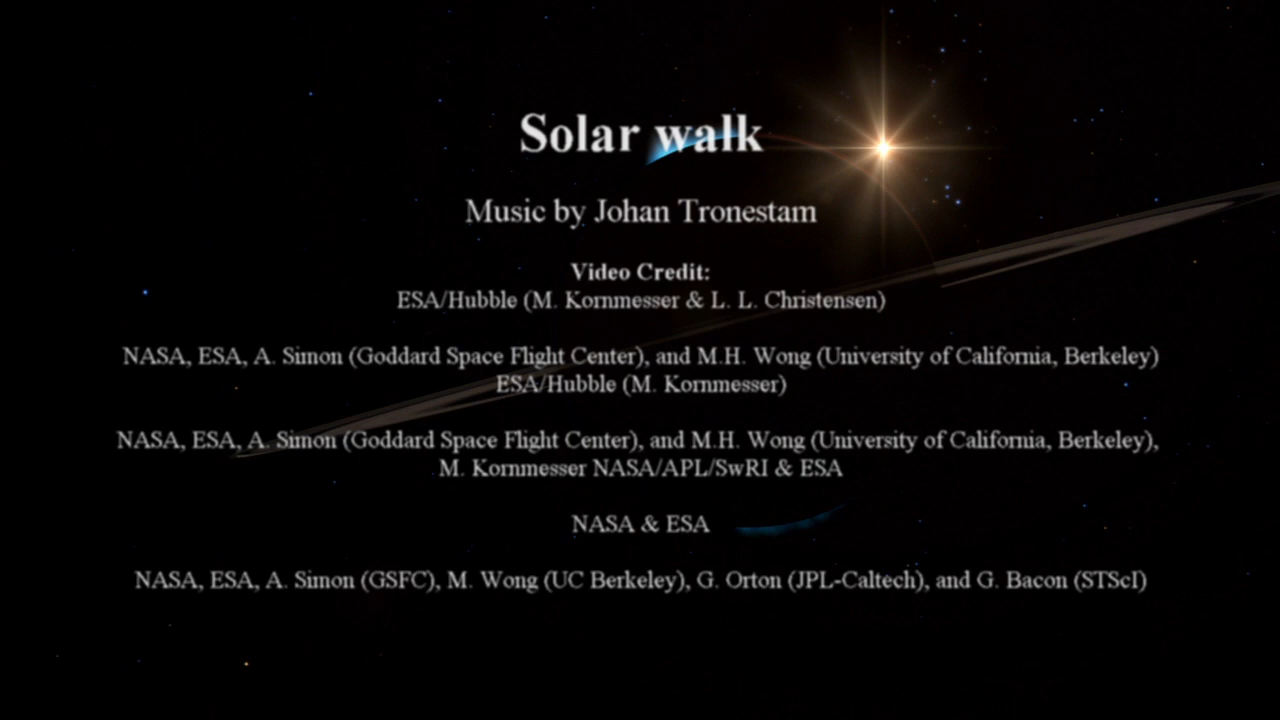 Solar walk
Music by Johan Tronestam
Video Credit:
ESA/Hubble (M. Kornmesser & L. L. Christensen)
NASA, ESA, A. Simon (Goddard Space Flight Center), and M.H. Wong (University of California, Berkeley)
ESA/Hubble (M. Kornmesser)
NASA, ESA, A. Simon (Goddard Space Flight Center), and M.H. Wong (University of California, Berkeley),
M. Kornmesser NASA/APL/SwRI & ESA
NASA & ESA
NASA, ESA, A. Simon (GSFC), M. Wong (UC Berkeley), G. Orton (JPL-Caltech), and G. Bacon (STScI)